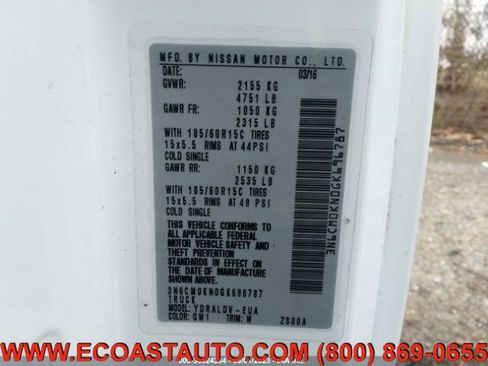 MFD. BY NISSAN MOTOR CO., LTD.
DATE: 03/16
GVWR: 2155 KG
4751 LB
GAWR FR: 1050 KG
2315 LB
WITH 185/60R15C TIRES
15x5.5 RIMS AT 44PSI
COLD SINGLE
GAWR RR: 1150 KG
2535 LB
WITH 185/60R15C TIRES
15x5.5 RIMS AT 48 PSI
COLD SINGLE
THIS VEHICLE CONFORMS TO
ALL APPLICABLE FEDERAL
MOTOR VEHICLE SAFETY
AND THEFT PREVENTION
STANDARDS IN EFFECT ON
THE DATE OF MANUFACTURE
SHOWN ABOVE.
3N6CM0KN0GK696787
TRUCK
MODEL: YDRALDV-EUA
COLOR: QM1 TRIM: W ZS00A
3N6CM0KN0GK696787
WWW.ECOASTAUTO.COM (800) 869-0655